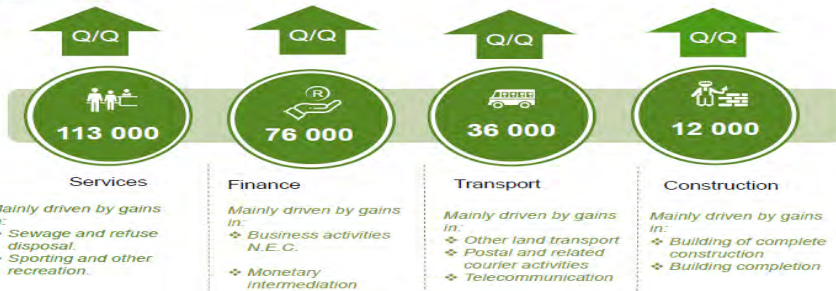 Q/Q
Q/Q
Q/Q
Q/Q
R
113 000
76 000
36 000
12 000
Services
Finance
Transport
Construction
Mainly driven by gains
in:
❖ Sewage and refuse
disposal.
❖ Sporting and other
recreation.
Mainly driven by gains
in:
❖ Business activities
N.E.C.
❖ Monetary
intermediation
Mainly driven by gains
in:
❖ Other land transport
❖ Postal and related
courier activities
❖ Telecommunication
Mainly driven by gains
in:
❖ Building of complete
construction
❖ Building completion